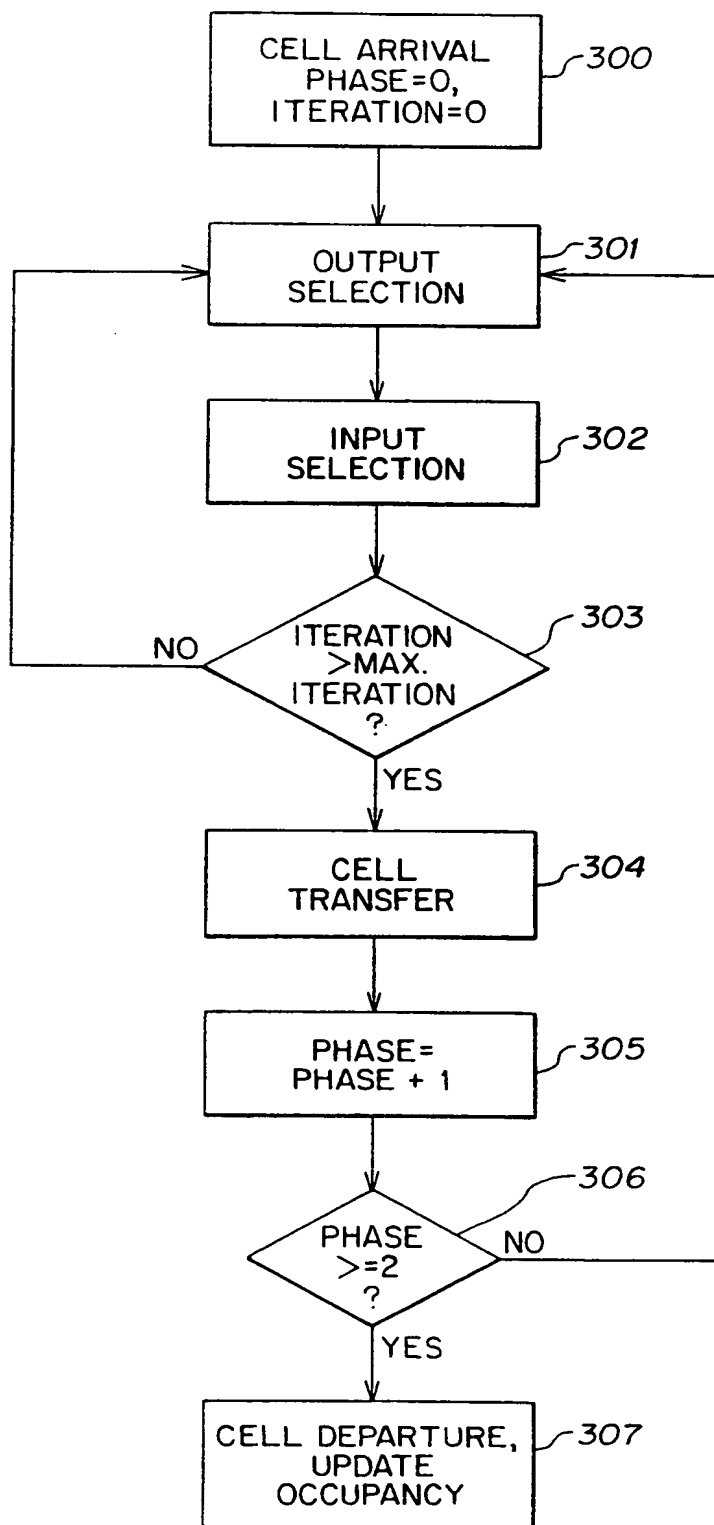 CELL ARRIVAL
PHASE=0,
ITERATION=0
300
OUTPUT
SELECTION
301
INPUT
SELECTION
302
ITERATION
>MAX.
ITERATION
?
303
NO
YES
CELL
TRANSFER
304
PHASE=
PHASE + 1
305
PHASE
>=2
?
306
NO
YES
CELL DEPARTURE,
UPDATE
OCCUPANCY
307